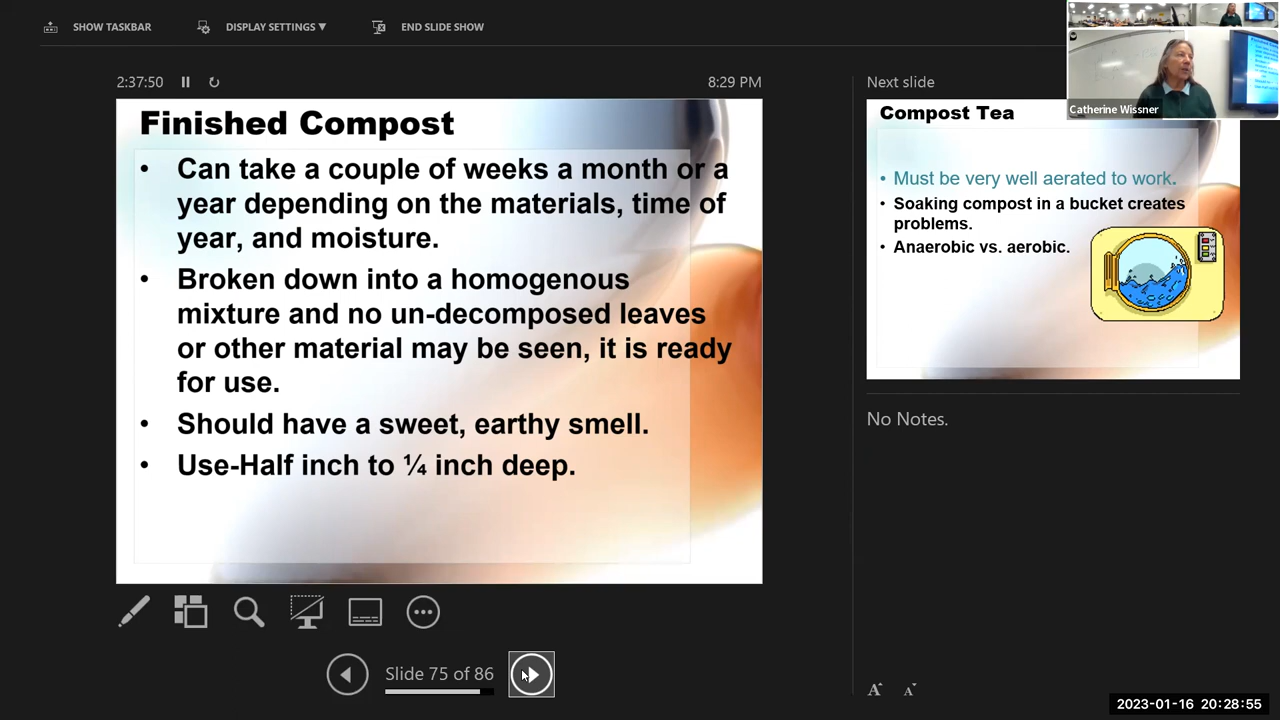 SHOW TASKBAR
DISPLAY SETTINGS ▼
END SLIDE SHOW
2:37:50
8:29 PM
Finished Compost
• Can take a couple of weeks a month or a
year depending on the materials, time of
year, and moisture.
• Broken down into a homogenous
mixture and no un-decomposed leaves
or other material may be seen, it is ready
for use.
• Should have a sweet, earthy smell.
• Use-Half inch to ¼ inch deep.
Slide 75 of 86
Next slide
Compost Tea
• Must be very well aerated to work.
• Soaking compost in a bucket creates
problems.
• Anaerobic vs. aerobic.
No Notes.
A A
Catherine Wissner
2023-01-16 20:28:55